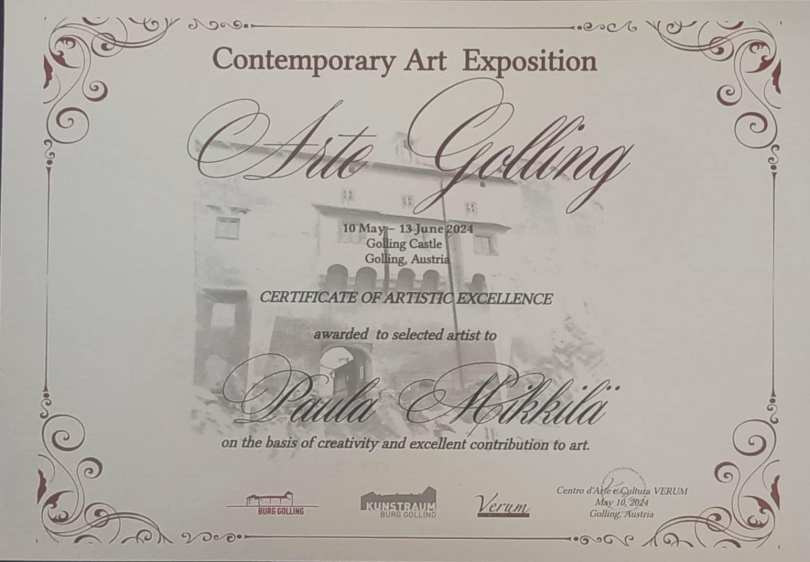 Contemporary Art Exposition
Arte Golling
10 May – 13 June 2024
Golling Castle
Golling, Austria
CERTIFICATE OF ARTISTIC EXCELLENCE
awarded to selected artist to
Paula Mikkilä
on the basis of creativity and excellent contribution to art.
BURG GOLLING
KUNSTRAUM
BURG GOLLING
Verum
Centro d'Arte e Cultura VERUM
May 10, 2024
Golling, Austria